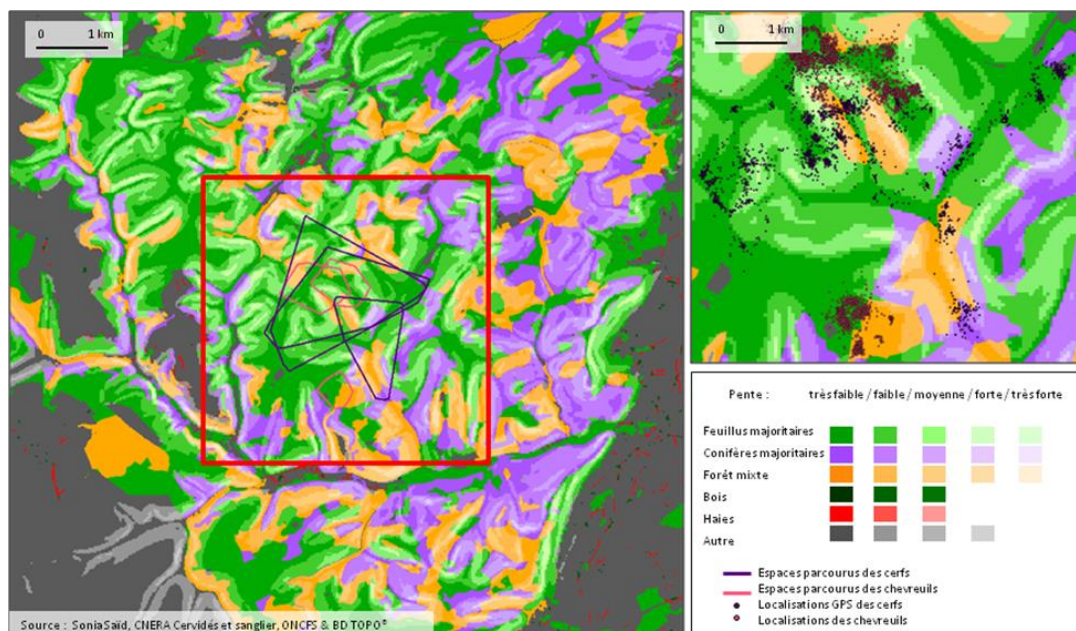 0 1 km
0 1 km
Source : Sonia Saïd, CNERA Cervidés et sanglier, ONCFS & BD TOPO®
Pente : très faible / faible / moyenne / forte / très forte
Feuillus majoritaires
Conifères majoritaires
Forêt mixte
Bois
Haies
Autre
Espaces parcourus des cerfs
Espaces parcourus des chevreuils
Localisations GPS des cerfs
Localisations des chevreuils